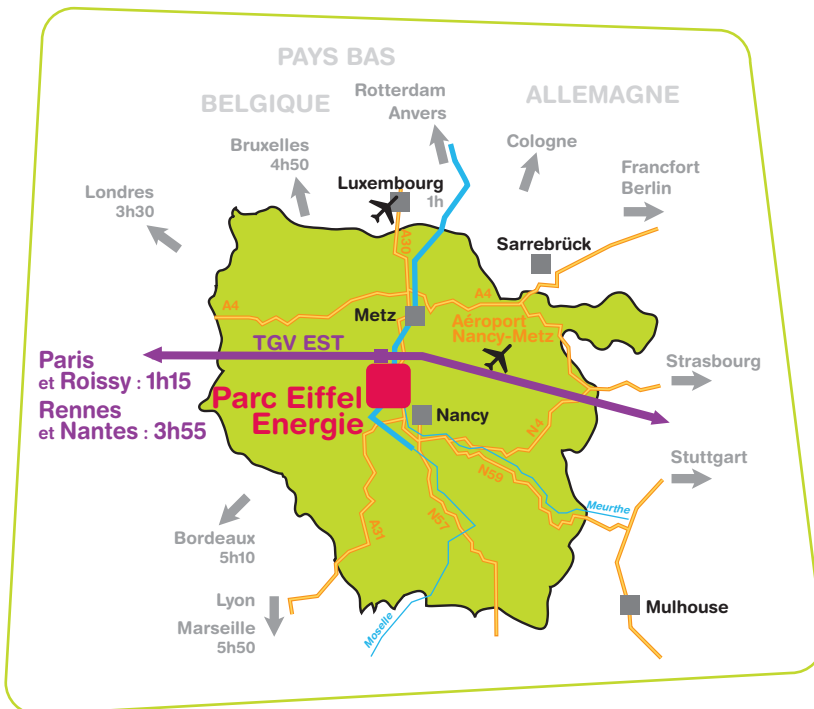 PAYS BAS
BELGIQUE
ALLEMAGNE
Rotterdam
Anvers
Bruxelles
4h50
Cologne
Londres
3h30
Luxembourg
1h
Francfort
Berlin
A30
Sarrebrück
A4
A4
Metz
Aéroport
Nancy-Metz
TGV EST
Paris
et Roissy : 1h15
Rennes
et Nantes : 3h55
Parc Eiffel
Energie
Strasbourg
Nancy
N4
N59
Stuttgart
Meurthe
A31
N57
Bordeaux
5h10
Lyon
Marseille
5h50
Moselle
Mulhouse